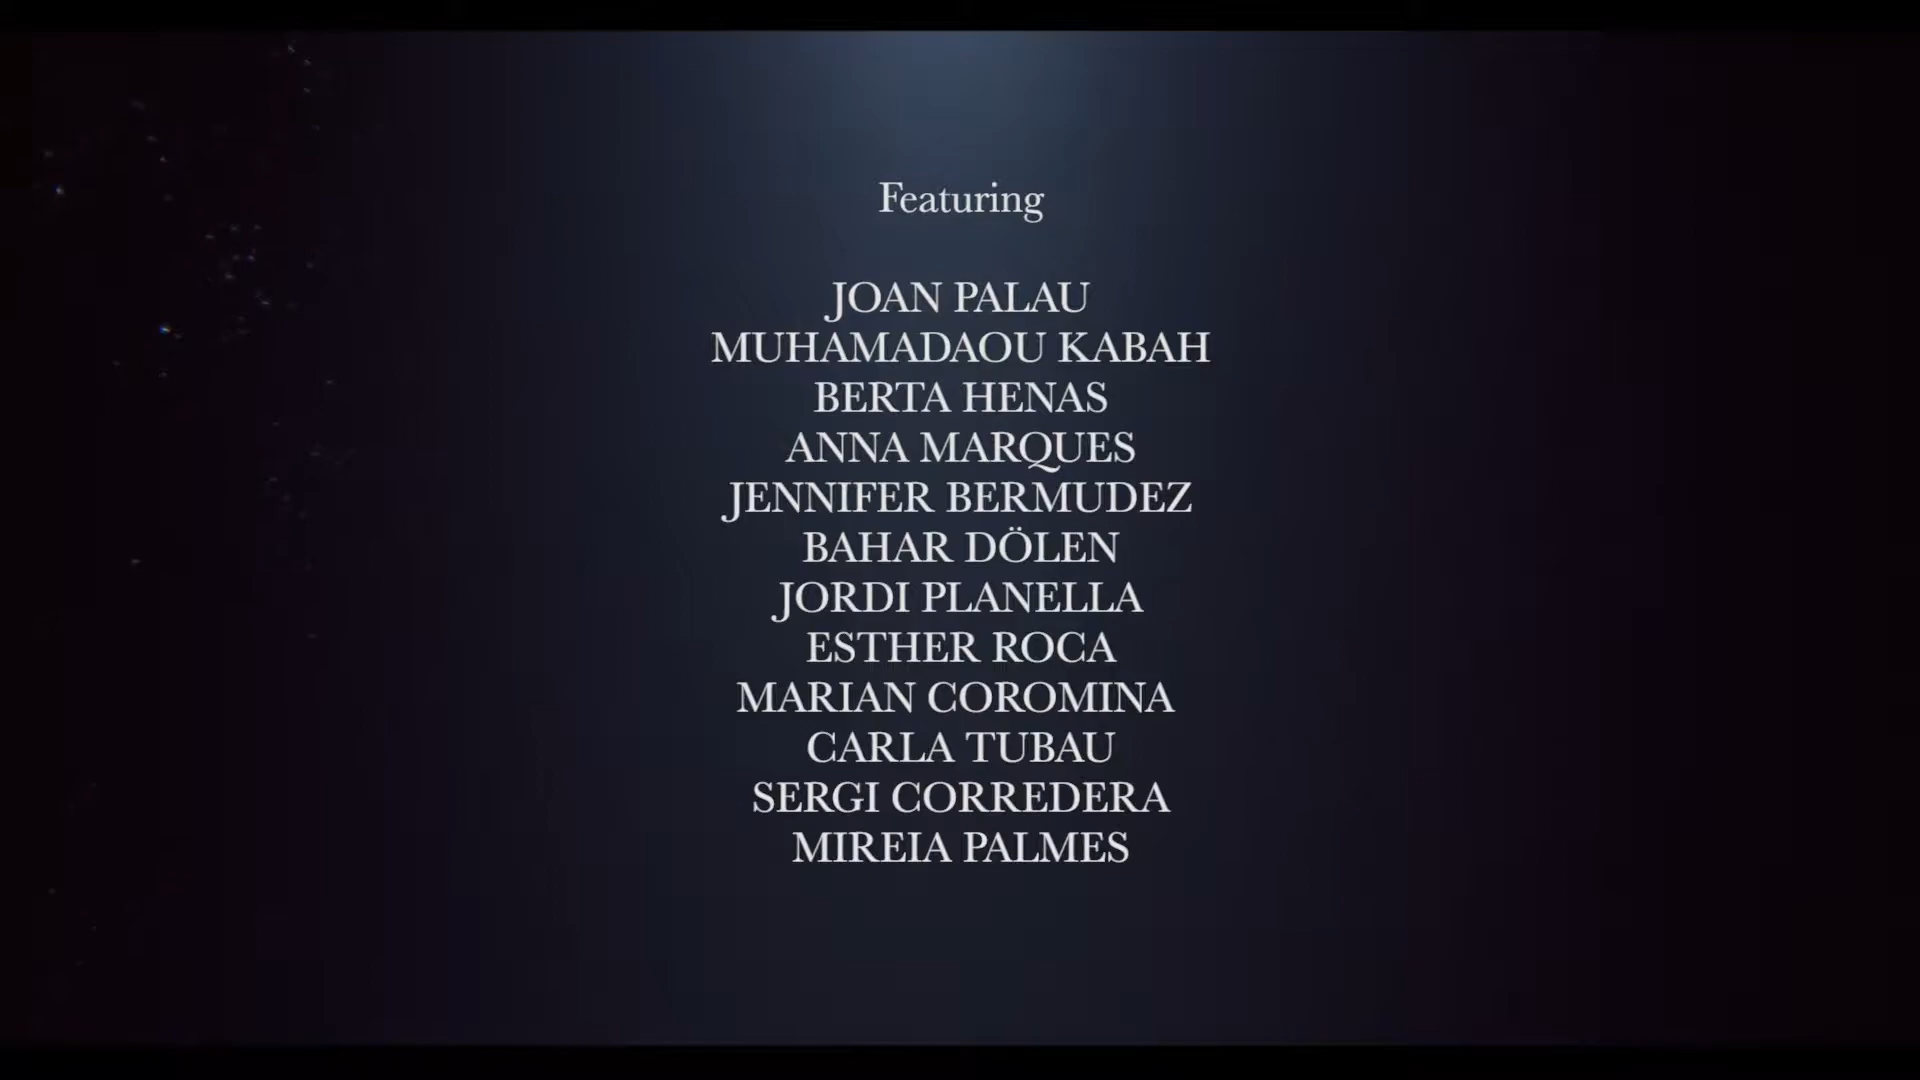 Featuring
JOAN PALAU
MUHAMADAOU KABAH
BERTA HENAS
ANNA MARQUES
JENNIFER BERMUDEZ
BAHAR DÖLEN
JORDI PLANELLA
ESTHER ROCA
MARIAN COROMINA
CARLA TUBAU
SERGI CORREDERA
MIREIA PALMES